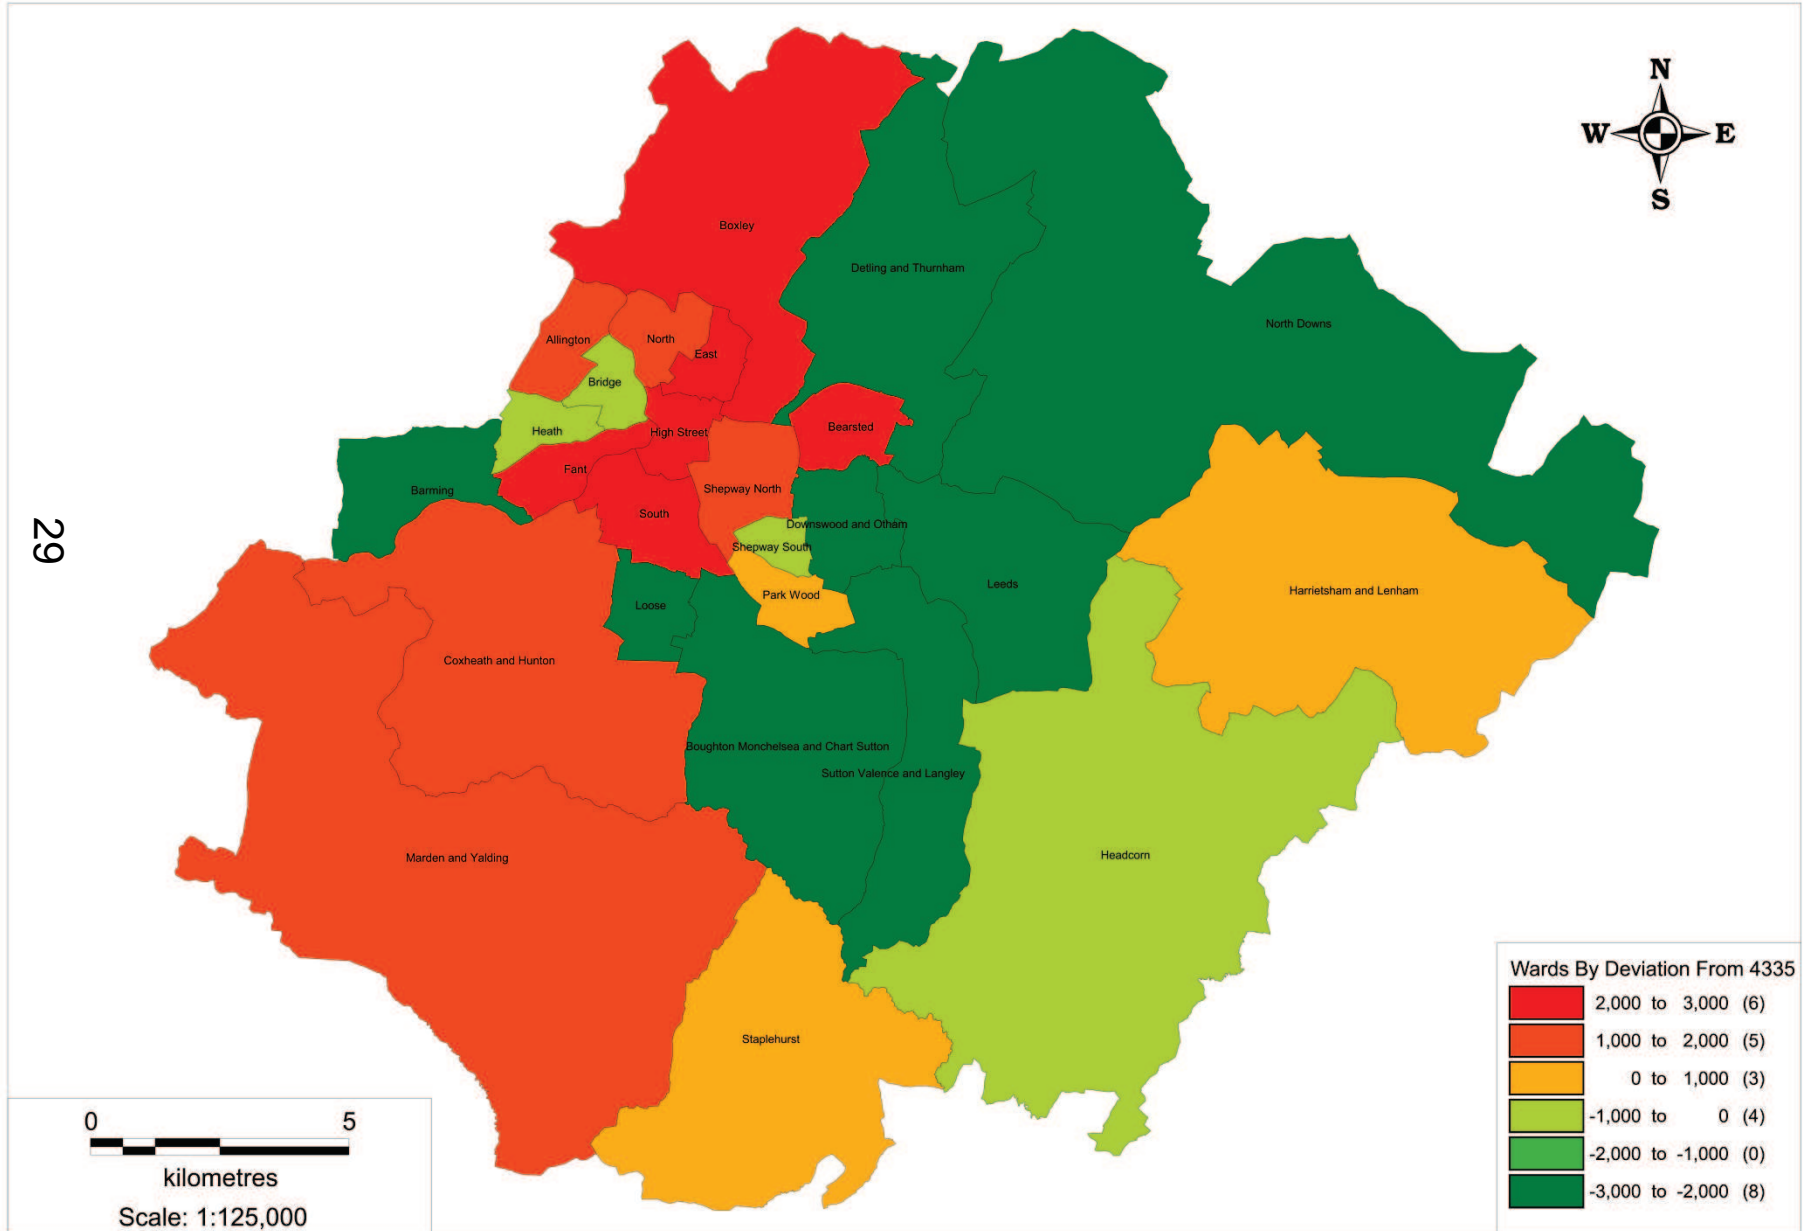 N
W E
S
Boxley
Detling and Thurnham
North Downs
Allington
North
East
Bridge
Heath
High Street
Bearsted
Fant
Barming
Shepway North
South
Downswood and Otham
Shepway South
Leeds
Harrietsham and Lenham
Park Wood
Loose
29
Coxheath and Hunton
Boughton Monchelsea and Chart Sutton
Sutton Valence and Langley
Marden and Yalding
Headcorn
Staplehurst
Wards By Deviation From 4335
2,000 to 3,000 (6)
1,000 to 2,000 (5)
0 to 1,000 (3)
-1,000 to 0 (4)
-2,000 to -1,000 (0)
-3,000 to -2,000 (8)
0 5
kilometres
Scale: 1:125,000